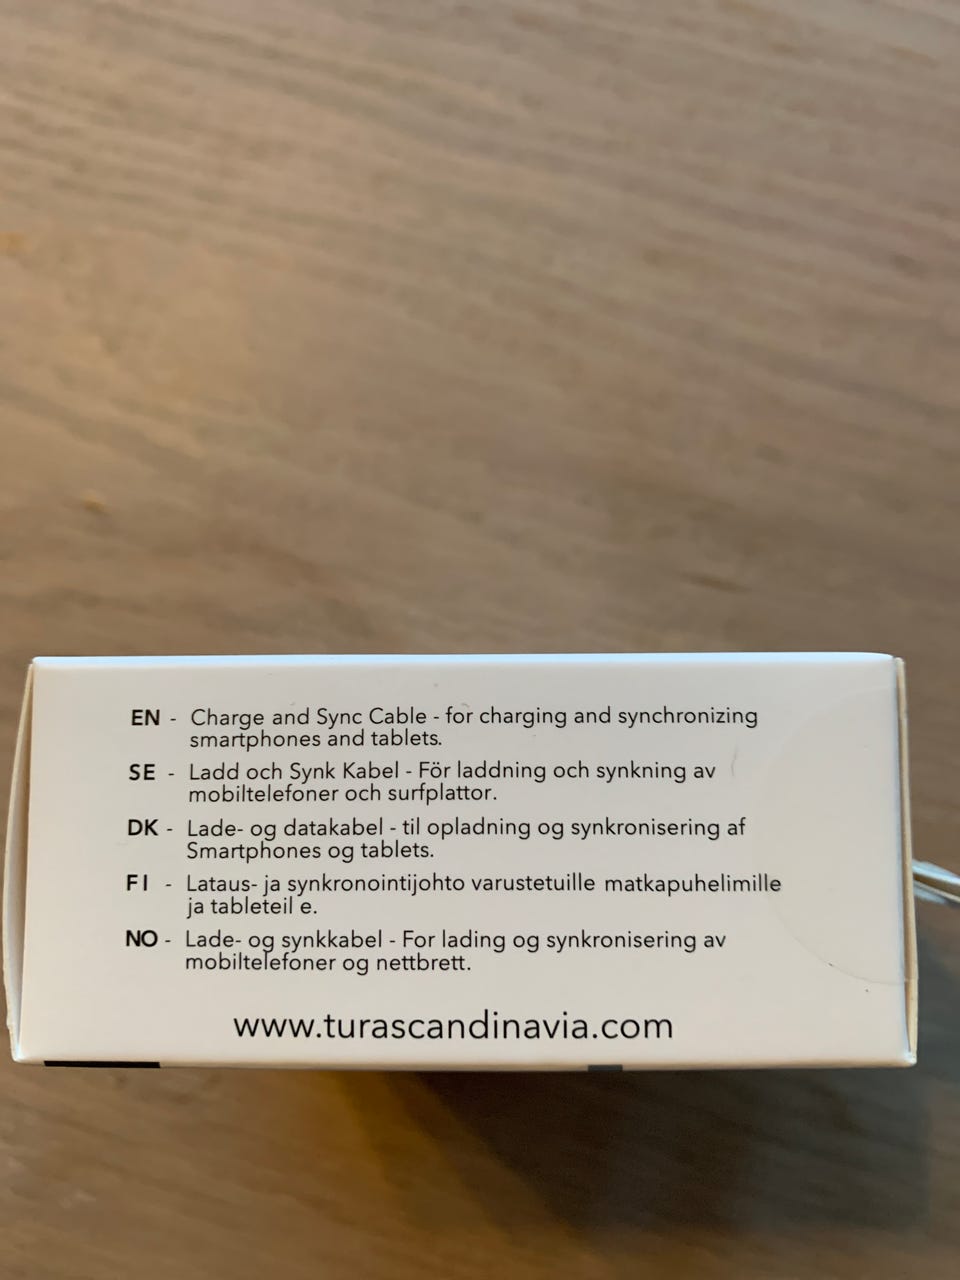 EN - Charge and Sync Cable - for charging and synchronizing
smartphones and tablets.
SE - Ladd och Synk Kabel - För laddning och synkning av
mobiltelefoner och surfplattor.
DK - Lade- og datakabel - til opladning og synkronisering af
Smartphones og tablets.
FI - Lataus- ja synkronointijohto varustetuille matkapuhelimille
ja tableteil e.
NO - Lade- og synkkabel - For lading og synkronisering av
mobiltelefoner og nettbrett.
www.turascandinavia.com